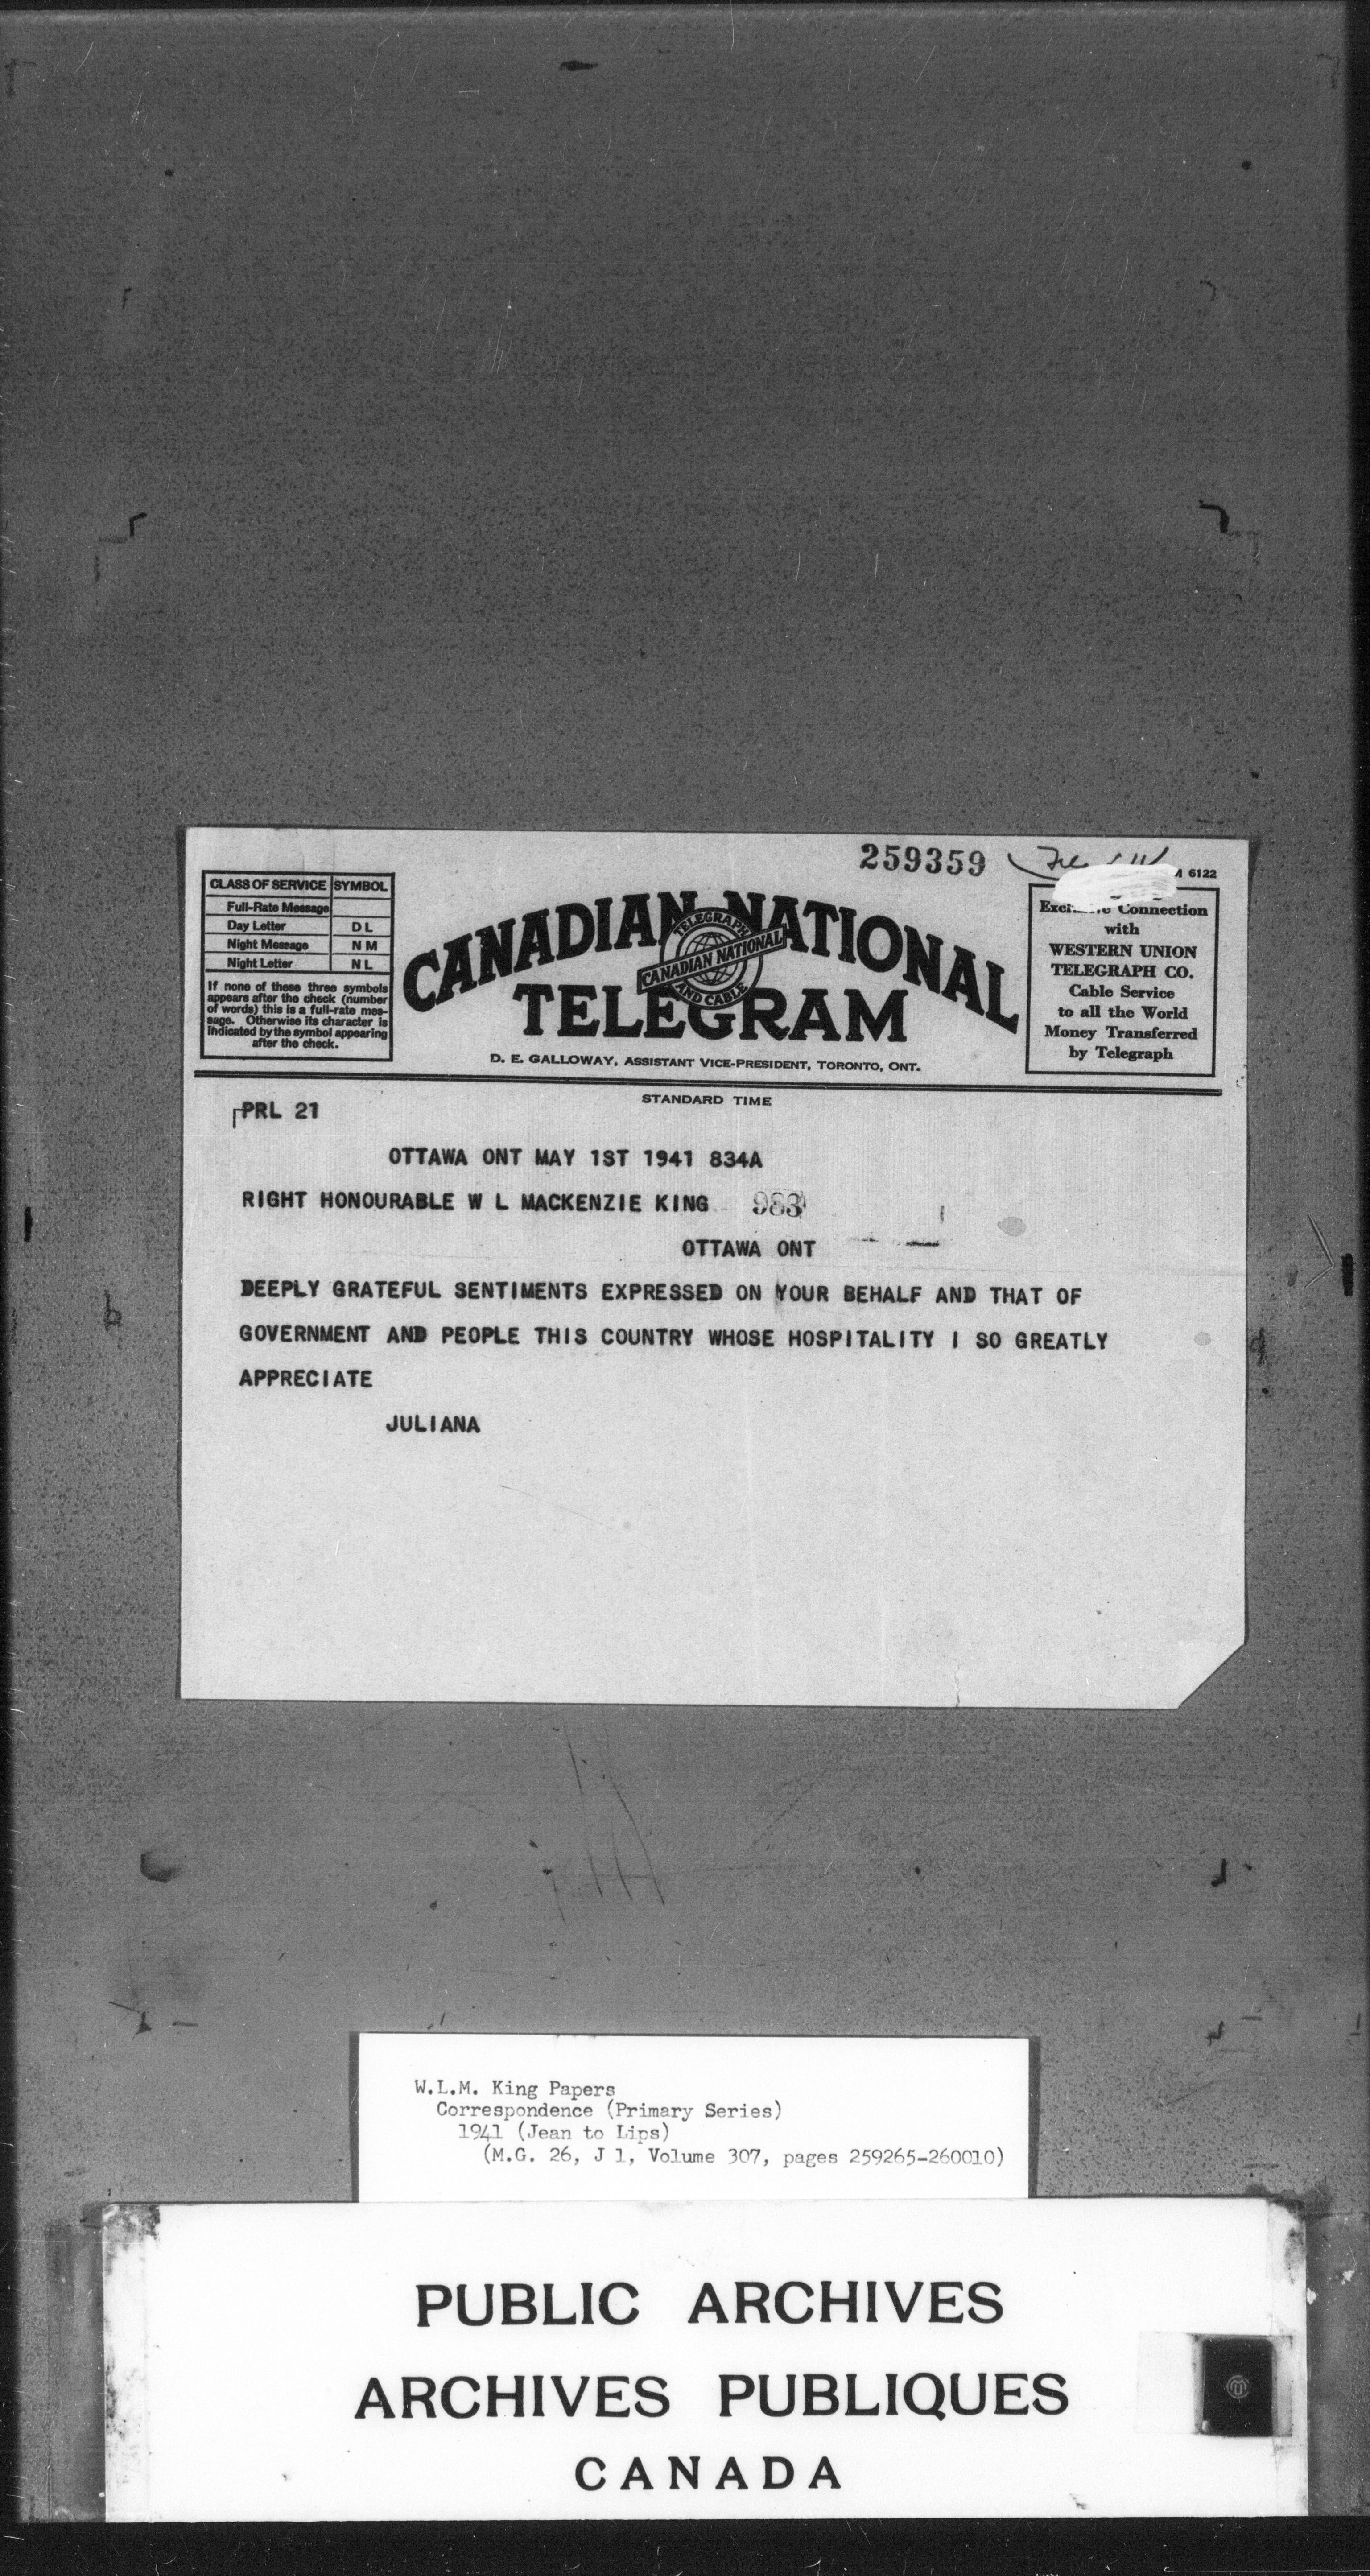 259359
6122
CLASS OF SERVICE SYMBOL
Full-Rate Message
Day Letter D L
Night Message N M
Night Letter N L
If none of these three symbols
appears after the check (number
of words) this is a full-rate mes-
sage. Otherwise its character is
indicated by the symbol appearing
after the check.
CANADIAN NATIONAL
TELEGRAM
TELEGRAPH
CANADIAN NATIONAL
AND CABLE
D. E. GALLOWAY, ASSISTANT VICE-PRESIDENT, TORONTO, ONT.
Connection
with
WESTERN UNION
TELEGRAPH CO.
Cable Service
to all the World
Money Transferred
by Telegraph
STANDARD TIME
PRL 21
OTTAWA ONT MAY 1ST 1941 834A
RIGHT HONOURABLE W L MACKENZIE KING 983
OTTAWA ONT
DEEPLY GRATEFUL SENTIMENTS EXPRESSED ON YOUR BEHALF AND THAT OF
GOVERNMENT AND PEOPLE THIS COUNTRY WHOSE HOSPITALITY I SO GREATLY
APPRECIATE
JULIANA
W.L.M. King Papers
Correspondence (Primary Series)
1941 (Jean to Lips)
(M.G. 26, J 1, Volume 307, pages 259265-260010)
PUBLIC ARCHIVES
ARCHIVES PUBLIQUES
CANADA